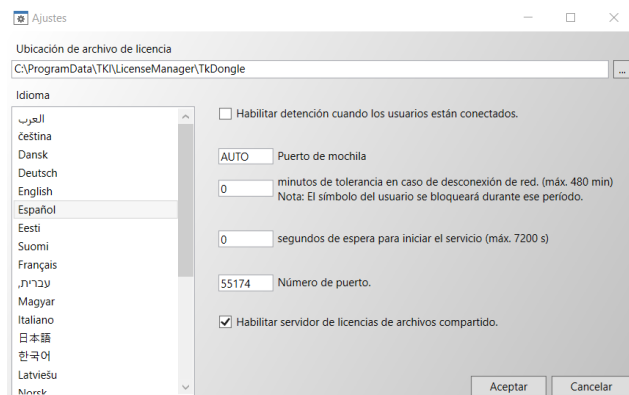 Ajustes
Ubicación de archivo de licencia
C:\ProgramData\TKI\LicenseManager\TkDongle
...
Idioma
العرب
čeština
Dansk
Deutsch
English
Español
Eesti
Suomi
Français
עברית,
Magyar
Italiano
日本語
한국어
Latviešu
Norsk
Habilitar detención cuando los usuarios están conectados.
AUTO Puerto de mochila
0 minutos de tolerancia en caso de desconexión de red. (máx. 480 min)
Nota: El símbolo del usuario se bloqueará durante ese período.
0 segundos de espera para iniciar el servicio (máx. 7200 s)
55174 Número de puerto.
Habilitar servidor de licencias de archivos compartido.
Aceptar Cancelar